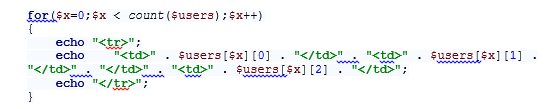 for($x=0;$x < count($users);$x++)
{
echo "<tr>";
echo "<td>" . $users[$x][0] . "</td>" . "<td>" . $users[$x][1] .
"</td>" . "</td>" . "<td>" . $users[$x][2] . "</td>";
echo "</tr>";
}